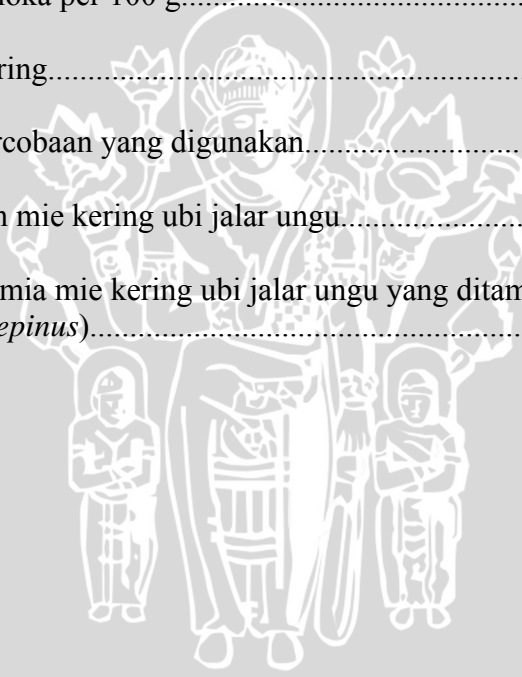 ioka per 100 g..........................................
ring............................................................
rcobaan yang digunakan............................
n mie kering ubi jalar ungu........................
mia mie kering ubi jalar ungu yang ditam
epinus)......................................................